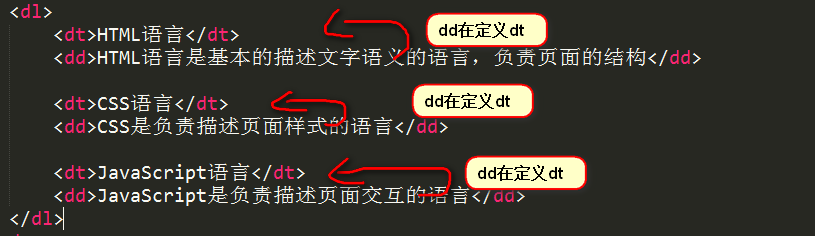 <dl>
<dt>HTML语言</dt>
dd在定义dt
<dd>HTML语言是基本的描述文字语义的语言，负责页面的结构</dd>
<dt>CSS语言</dt>
dd在定义dt
<dd>CSS是负责描述页面样式的语言</dd>
<dt>JavaScript语言</dt>
dd在定义dt
<dd>JavaScript是负责描述页面交互的语言</dd>
</dl>